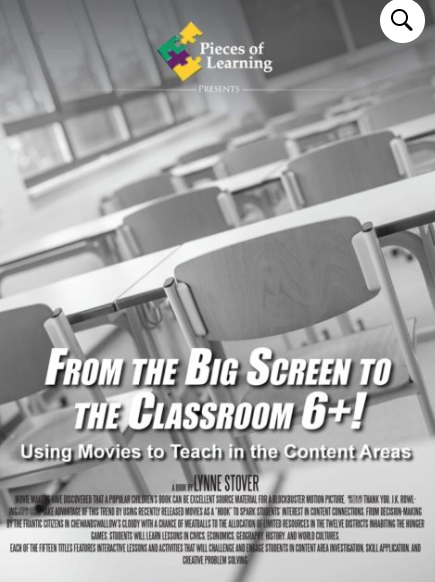 Pieces of
Learning
PRESENTS
FROM THE BIG SCREEN TO
THE CLASSROOM 6+!
Using Movies to Teach in the Content Areas
A BOOK BY LYNNE STOVER
MOVIE MAKERS HAVE DISCOVERED THAT A POPULAR CHILDREN'S BOOK CAN BE EXCELLENT SOURCE MATERIAL FOR A BLOCKBUSTER MOTION PICTURE. THANK YOU, J.K. ROWL-
ING TAKE ADVANTAGE OF THIS TREND BY USING RECENTLY RELEASED MOVIES AS A "HOOK" TO SPARK STUDENTS' INTEREST IN CONTENT CONNECTIONS. FROM DECISION-MAKING
BY THE FRANTIC CITIZENS IN CHEWANDSWALLOW'S CLOUDY WITH A CHANCE OF MEATBALLS TO THE ALLOCATION OF LIMITED RESOURCES IN THE TWELVE DISTRICTS INHABITING THE HUNGER
GAMES. STUDENTS WILL LEARN LESSONS IN CIVICS, ECONOMICS, GEOGRAPHY, HISTORY, AND WORLD CULTURES.
EACH OF THE FIFTEEN TITLES FEATURES INTERACTIVE LESSONS AND ACTIVITIES THAT WILL CHALLENGE AND ENGAGE STUDENTS IN CONTENT AREA INVESTIGATION, SKILL APPLICATION, AND
CREATIVE PROBLEM SOLVING.